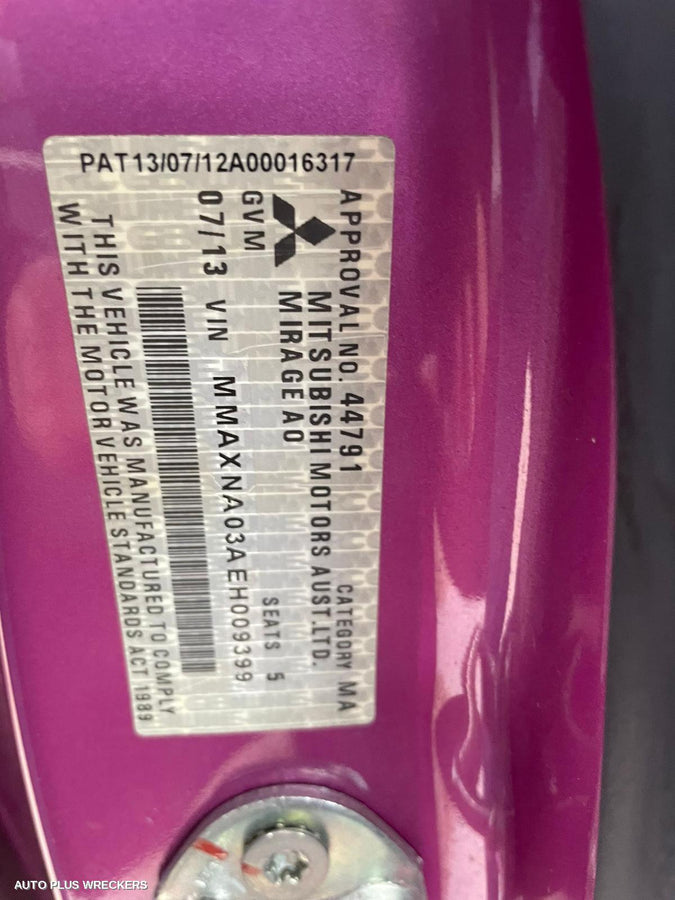 PAT13/07/12A00016317
APPROVAL NO. 44791 CATEGORY MA
MITSUBISHI MOTORS AUST.LTD.
MIRAGE AO
GVM SEATS 5
07/13 VIN MMAXNA03AEH009399
THIS VEHICLE WAS MANUFACTURED TO COMPLY
WITH THE MOTOR VEHICLE STANDARDS ACT 1989
AUTO PLUS WRECKERS